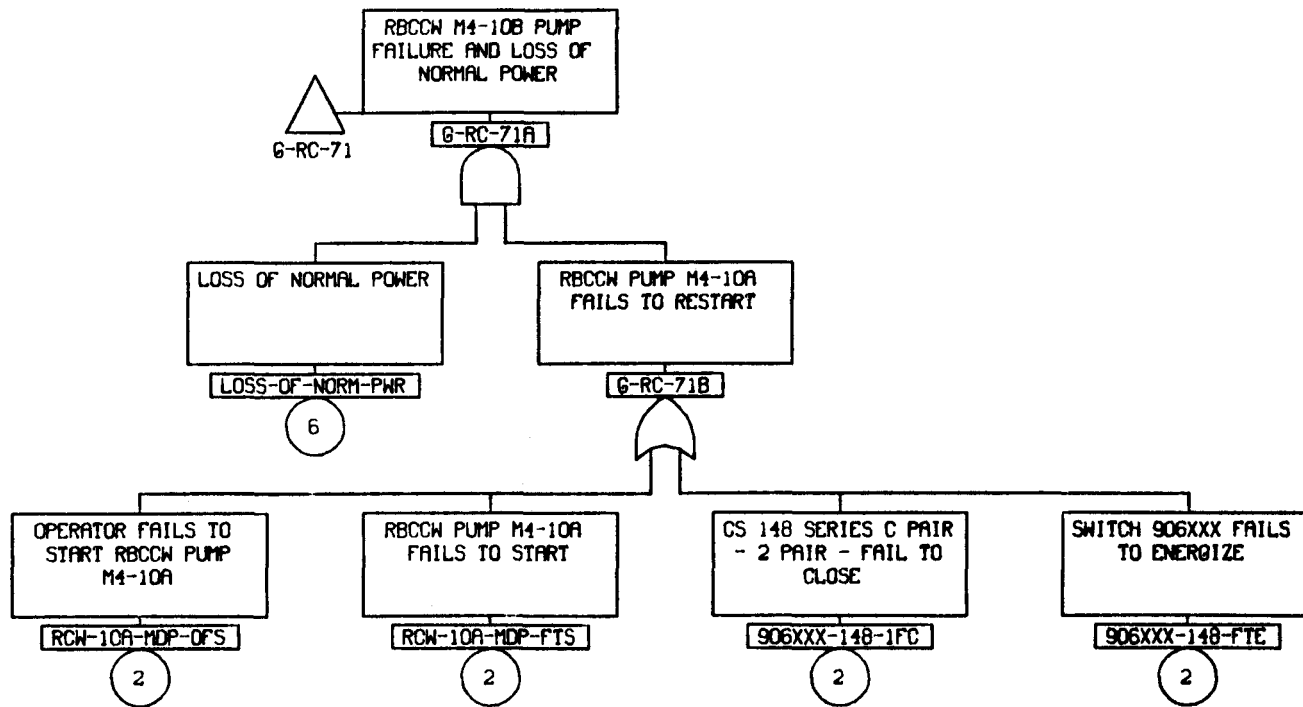 RBCCW M4-10B PUMP
FAILURE AND LOSS OF
NORMAL POWER
G-RC-71
G-RC-71A
LOSS OF NORMAL POWER
RBCCW PUMP M4-10A
FAILS TO RESTART
LOSS-OF-NORM-PWR
G-RC-71B
6
OPERATOR FAILS TO
START RBCCW PUMP
M4-10A
RBCCW PUMP M4-10A
FAILS TO START
CS 148 SERIES C PAIR
- 2 PAIR - FAIL TO
CLOSE
SWITCH 906XXX FAILS
TO ENERGIZE
RCW-10A-MDP-OFS
RCW-10A-MDP-FTS
906XXX-148-1FC
906XXX-148-FTE
2
2
2
2